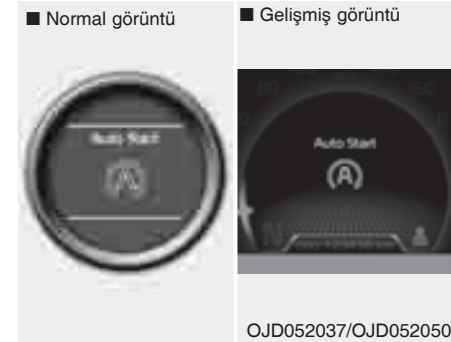 ■ Normal görüntü
■ Gelişmiş görüntü
Auto Start
(A)
Auto Start
(A)
N
OJD052037/OJD052050